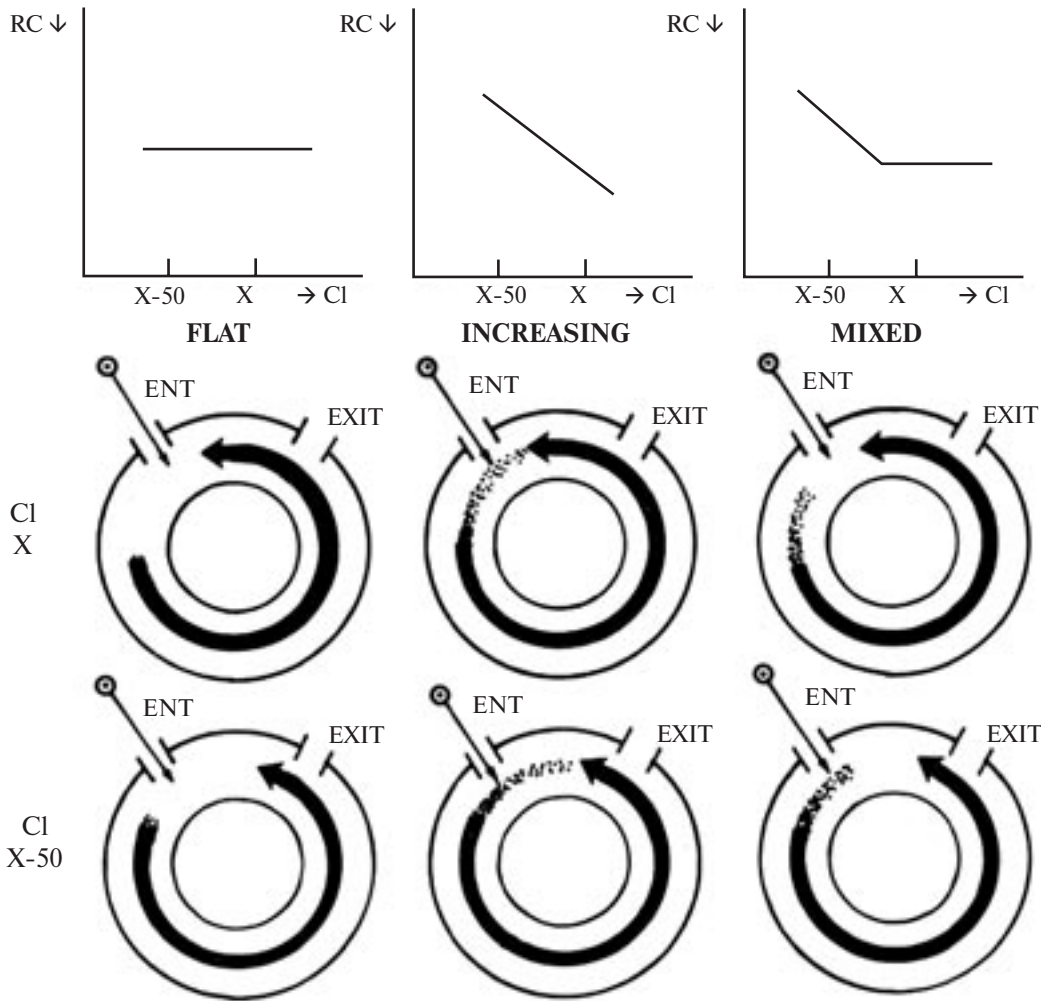 RC ↓ RC ↓ RC ↓
X-50 X → Cl X-50 X → Cl X-50 X → Cl
FLAT INCREASING MIXED
ENT EXIT ENT EXIT ENT EXIT
Cl
X
ENT EXIT ENT EXIT ENT EXIT
Cl
X-50